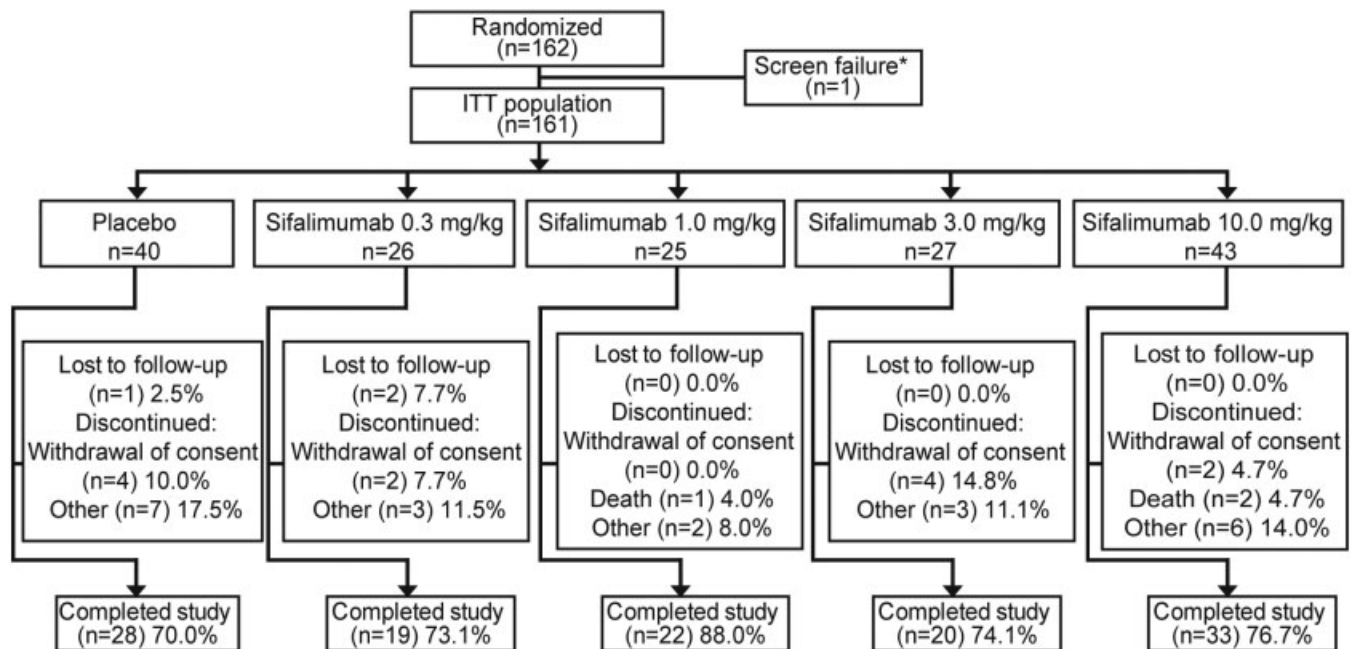 Randomized
(n=162)
Screen failure*
(n=1)
ITT population
(n=161)
Placebo
n=40
Sifalimumab 0.3 mg/kg
n=26
Sifalimumab 1.0 mg/kg
n=25
Sifalimumab 3.0 mg/kg
n=27
Sifalimumab 10.0 mg/kg
n=43
Lost to follow-up
(n=1) 2.5%
Discontinued:
Withdrawal of consent
(n=4) 10.0%
Other (n=7) 17.5%
Lost to follow-up
(n=2) 7.7%
Discontinued:
Withdrawal of consent
(n=2) 7.7%
Other (n=3) 11.5%
Lost to follow-up
(n=0) 0.0%
Discontinued:
Withdrawal of consent
(n=0) 0.0%
Death (n=1) 4.0%
Other (n=2) 8.0%
Lost to follow-up
(n=0) 0.0%
Discontinued:
Withdrawal of consent
(n=4) 14.8%
Other (n=3) 11.1%
Lost to follow-up
(n=0) 0.0%
Discontinued:
Withdrawal of consent
(n=2) 4.7%
Death (n=2) 4.7%
Other (n=6) 14.0%
Completed study
(n=28) 70.0%
Completed study
(n=19) 73.1%
Completed study
(n=22) 88.0%
Completed study
(n=20) 74.1%
Completed study
(n=33) 76.7%